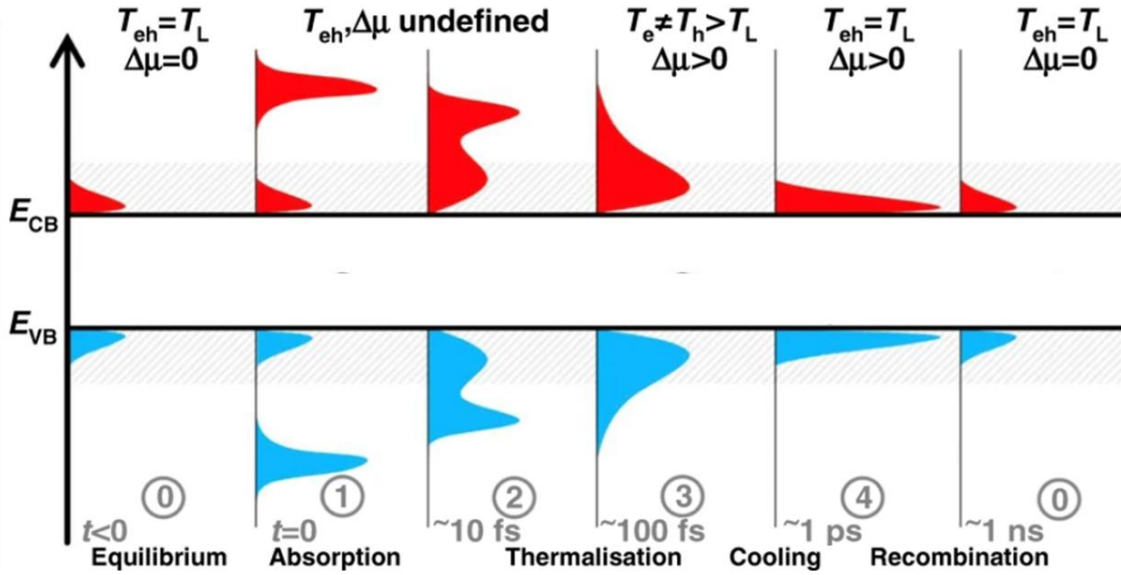 Teh=TL
Δμ=0
Teh,Δμ undefined
Te≠Th>TL
Δμ>0
Teh=TL
Δμ>0
Teh=TL
Δμ=0
ECB
EVB
0
1
2
3
4
0
t<0
t=0
~10 fs
~100 fs
~1 ps
~1 ns
Equilibrium
Absorption
Thermalisation
Cooling
Recombination